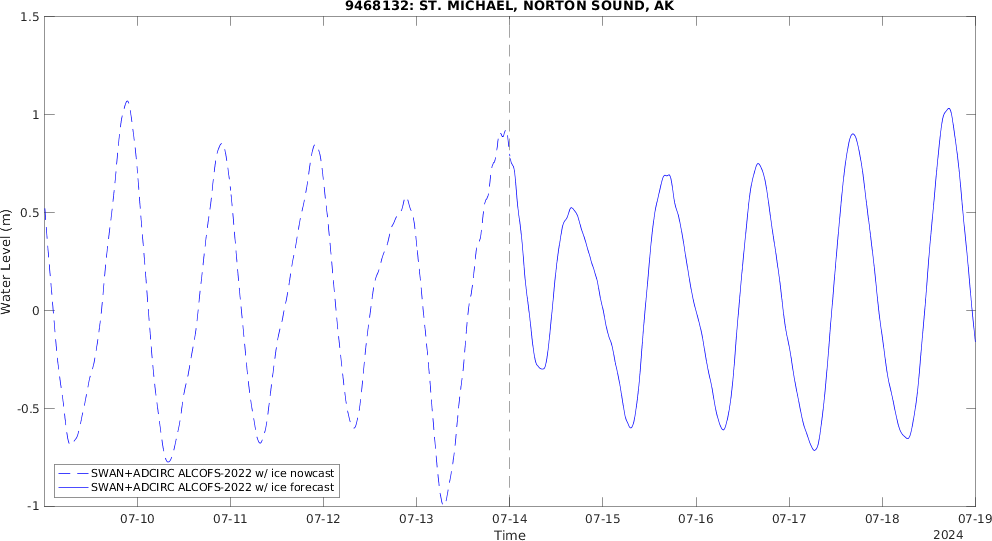 9468132: ST. MICHAEL, NORTON SOUND, AK
1.5
1
0.5
0
-0.5
-1
Water Level (m)
SWAN+ADCIRC ALCOFS-2022 w/ ice nowcast
SWAN+ADCIRC ALCOFS-2022 w/ ice forecast
07-10 07-11 07-12 07-13 07-14 07-15 07-16 07-17 07-18 07-19
Time
2024